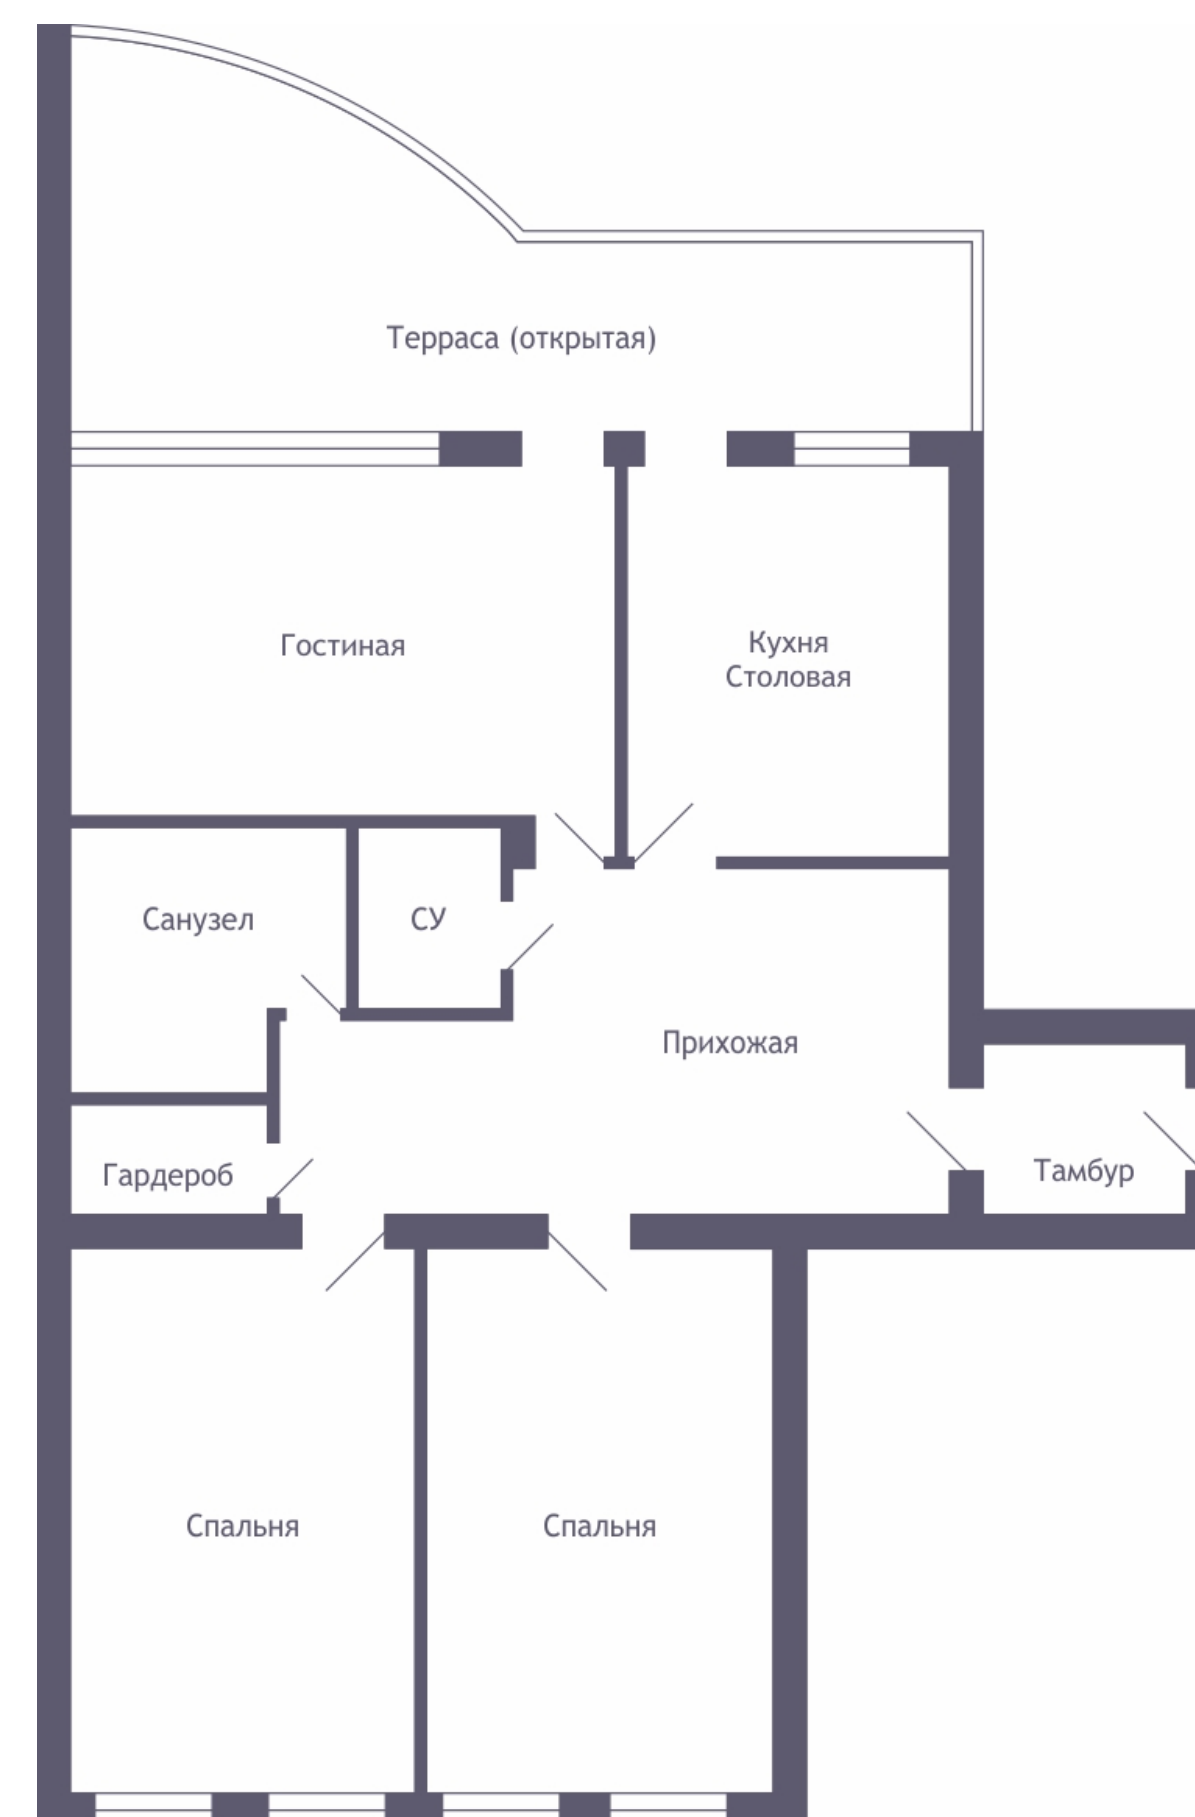 Терраса (открытая)
Гостиная
Кухня
Столовая
Санузел
СУ
Прихожая
Гардероб
Тамбур
Спальня
Спальня